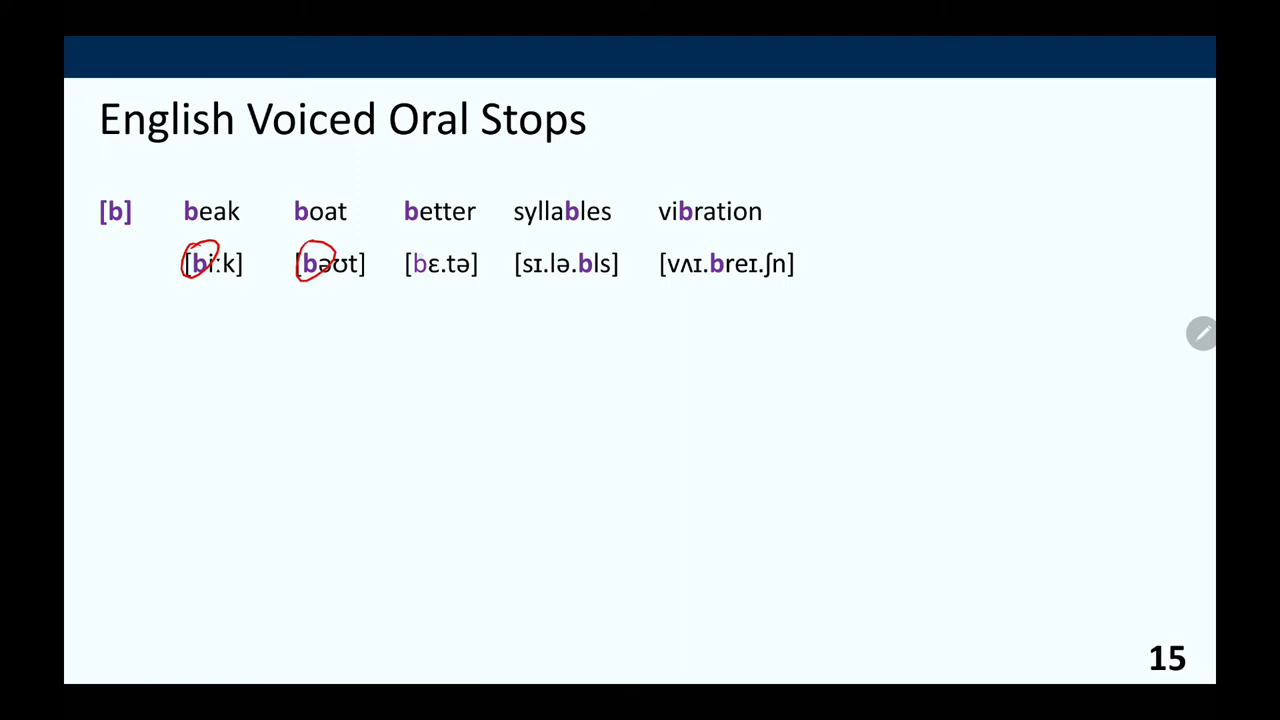 English Voiced Oral Stops
[b] beak boat better syllables vibration
[biːk] [bəʊt] [bɛ.tə] [sɪ.lə.bls] [vʌɪ.breɪ.ʃn]
15